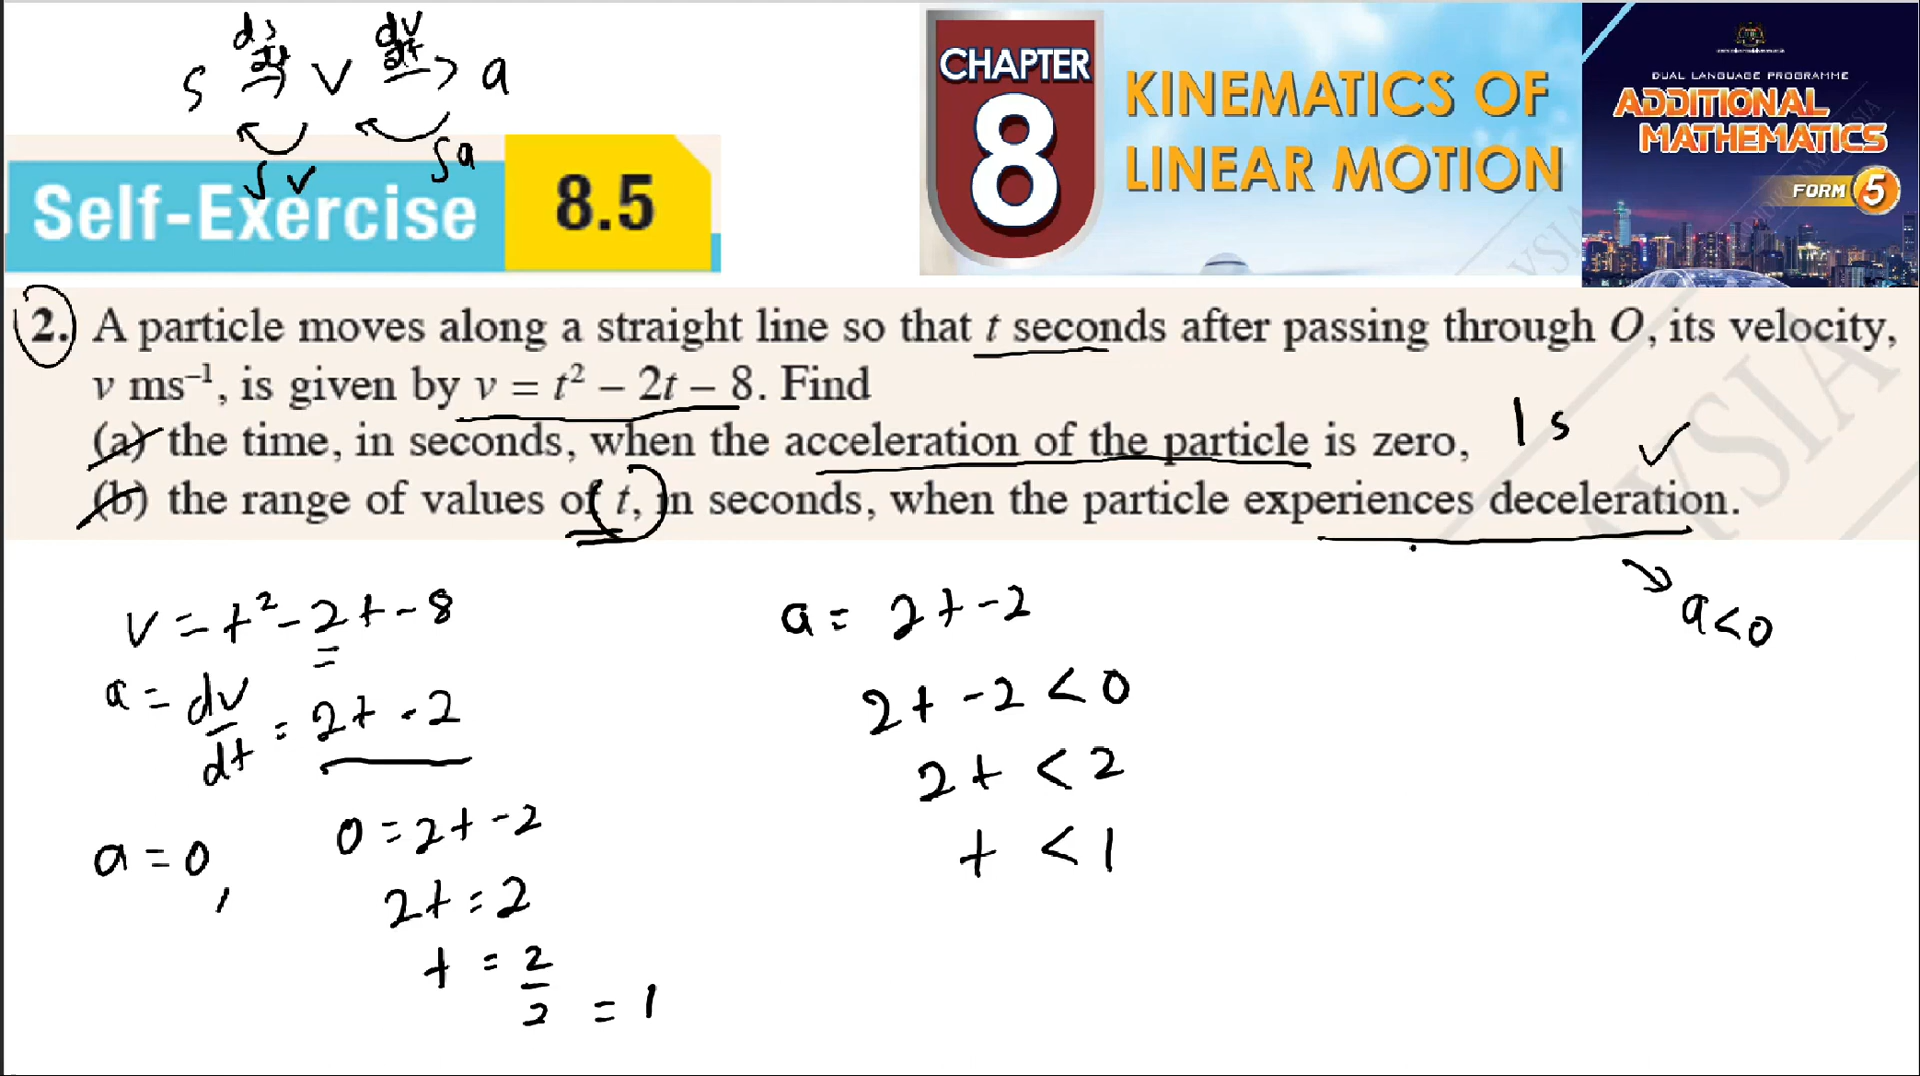 s ds/dt → v dv/dt → a
∫v ∫a
CHAPTER 8
KINEMATICS OF
LINEAR MOTION
DUAL LANGUAGE PROGRAMME
ADDITIONAL
MATHEMATICS
FORM 5
Self-Exercise 8.5
2. A particle moves along a straight line so that t seconds after passing through O, its velocity,
v ms⁻¹, is given by v = t² – 2t – 8. Find
(a) the time, in seconds, when the acceleration of the particle is zero, 1 s
(b) the range of values of t, in seconds, when the particle experiences deceleration. ✓
→ a < 0
v = t² - 2t - 8
a = dv/dt = 2t - 2
a = 0, 0 = 2t - 2
2t = 2
t = 2/2 = 1
a = 2t - 2
2t - 2 < 0
2t < 2
t < 1
YSIA